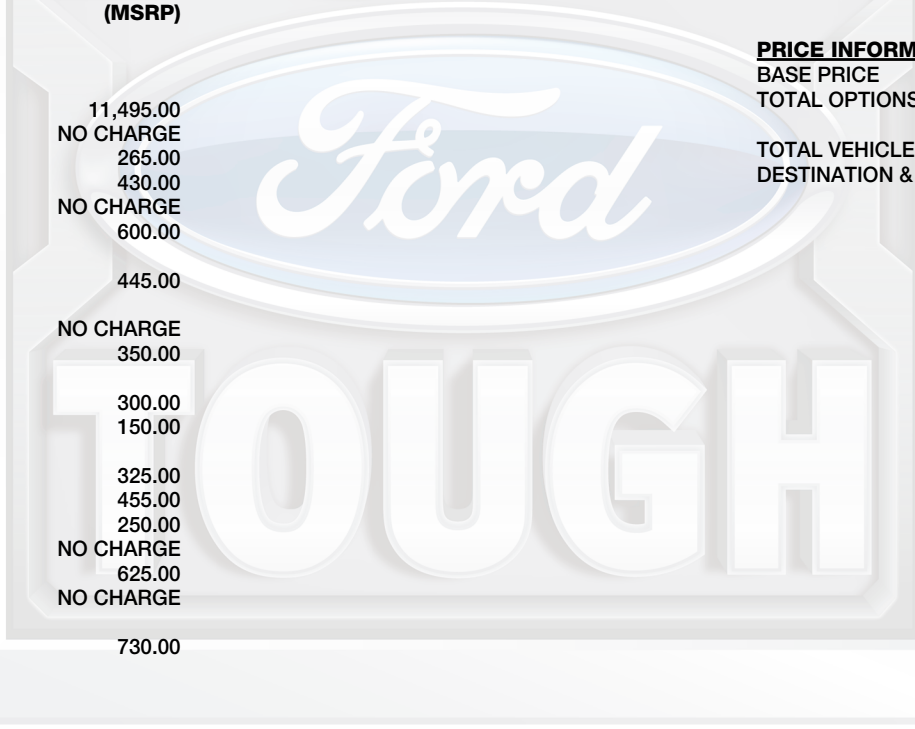 (MSRP)
11,495.00
NO CHARGE
265.00
430.00
NO CHARGE
600.00
445.00
NO CHARGE
350.00
300.00
150.00
325.00
455.00
250.00
NO CHARGE
625.00
NO CHARGE
730.00
PRICE INFORM
BASE PRICE
TOTAL OPTIONS
TOTAL VEHICLE
DESTINATION &
Ford
TOUGH